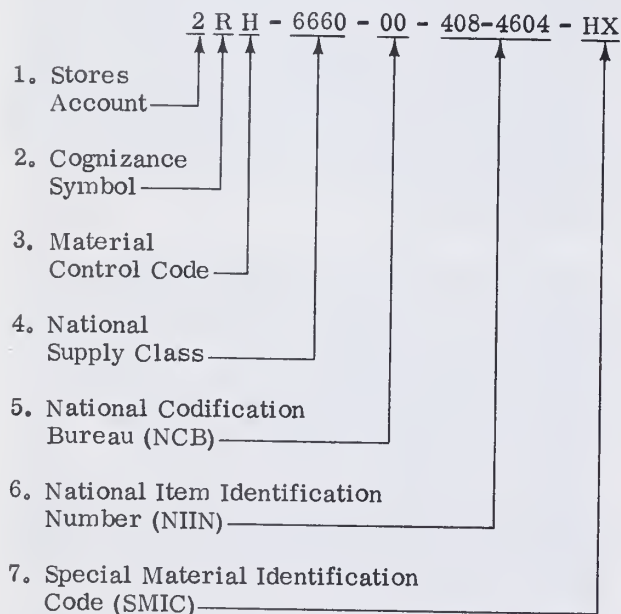 2 R H - 6660 - 00 - 408-4604 - HX
1. Stores
Account
2. Cognizance
Symbol
3. Material
Control Code
4. National
Supply Class
5. National Codification
Bureau (NCB)
6. National Item Identification
Number (NIIN)
7. Special Material Identification
Code (SMIC)